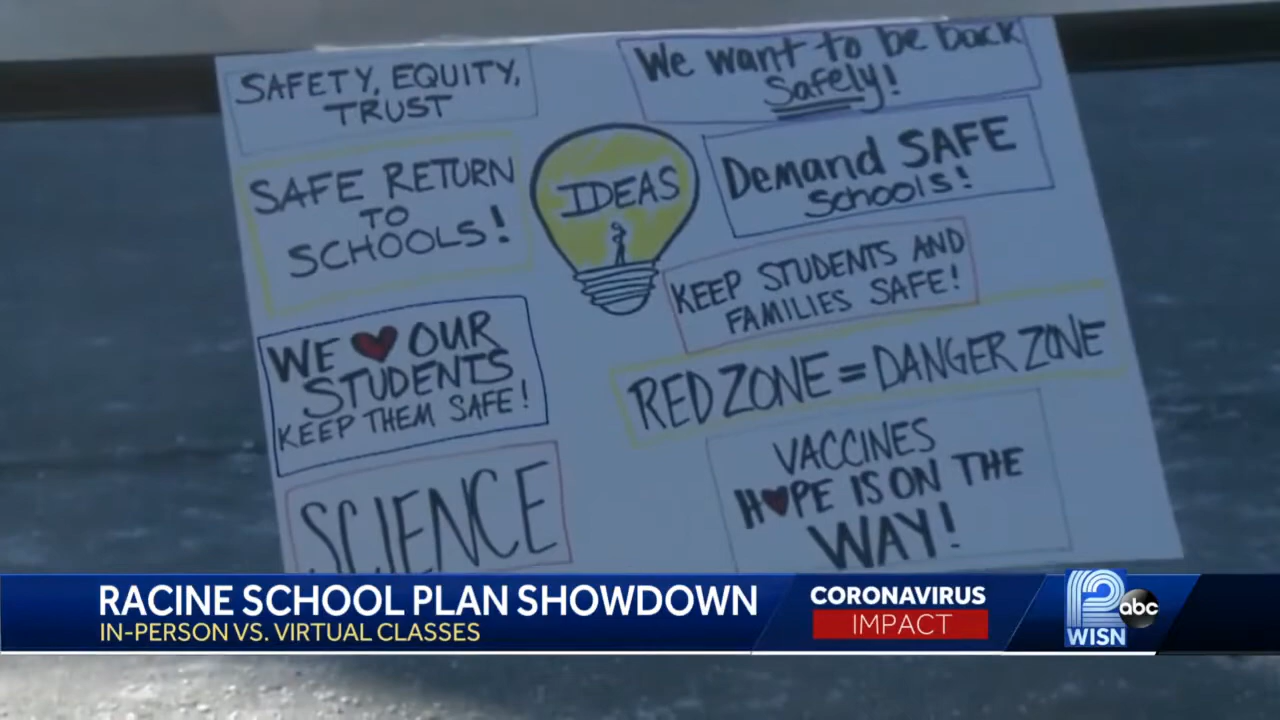 SAFETY, EQUITY,
TRUST
We want to be back
Safely!
SAFE RETURN
TO
SCHOOLS!
IDEAS
Demand SAFE
Schools!
KEEP STUDENTS AND
FAMILIES SAFE!
WE ❤ OUR
STUDENTS
KEEP THEM SAFE!
RED ZONE = DANGER ZONE
SCIENCE
VACCINES
H❤PE IS ON THE
WAY!
RACINE SCHOOL PLAN SHOWDOWN
IN-PERSON VS. VIRTUAL CLASSES
CORONAVIRUS
IMPACT
12
abc
WISN